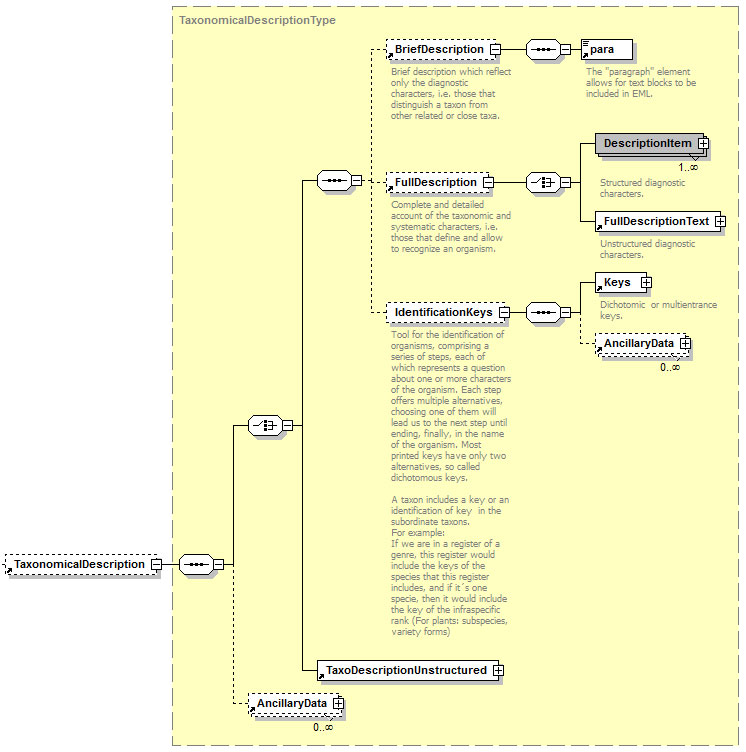 TaxonomicalDescriptionType
BriefDescription
para
Brief description which reflect
only the diagnostic
characters, i.e. those that
distinguish a taxon from
other related or close taxa.
The "paragraph" element
allows for text blocks to be
included in EML.
DescriptionItem
1..∞
Structured diagnostic
characters.
FullDescription
Complete and detailed
account of the taxonomic and
systematic characters, i.e.
those that define and allow
to recognize an organism.
FullDescriptionText
Unstructured diagnostic
characters.
Keys
Dichotomic or multientrance
keys.
IdentificationKeys
AncillaryData
0..∞
Tool for the identification of
organisms, comprising a
series of steps, each of
which represents a question
about one or more characters
of the organism. Each step
offers multiple alternatives,
choosing one of them will
lead us to the next step until
ending, finally, in the name
of the organism. Most
printed keys have only two
alternatives, so called
dichotomous keys.
A taxon includes a key or an
identification of key in the
subordinate taxons.
For example:
If we are in a register of a
genre, this register would
include the keys of the
species that this register
includes, and if it´s one
specie, then it would include
the key of the infraspecific
rank (For plants: subspecies,
variety forms)
TaxonomicalDescription
TaxoDescriptionUnstructured
AncillaryData
0..∞